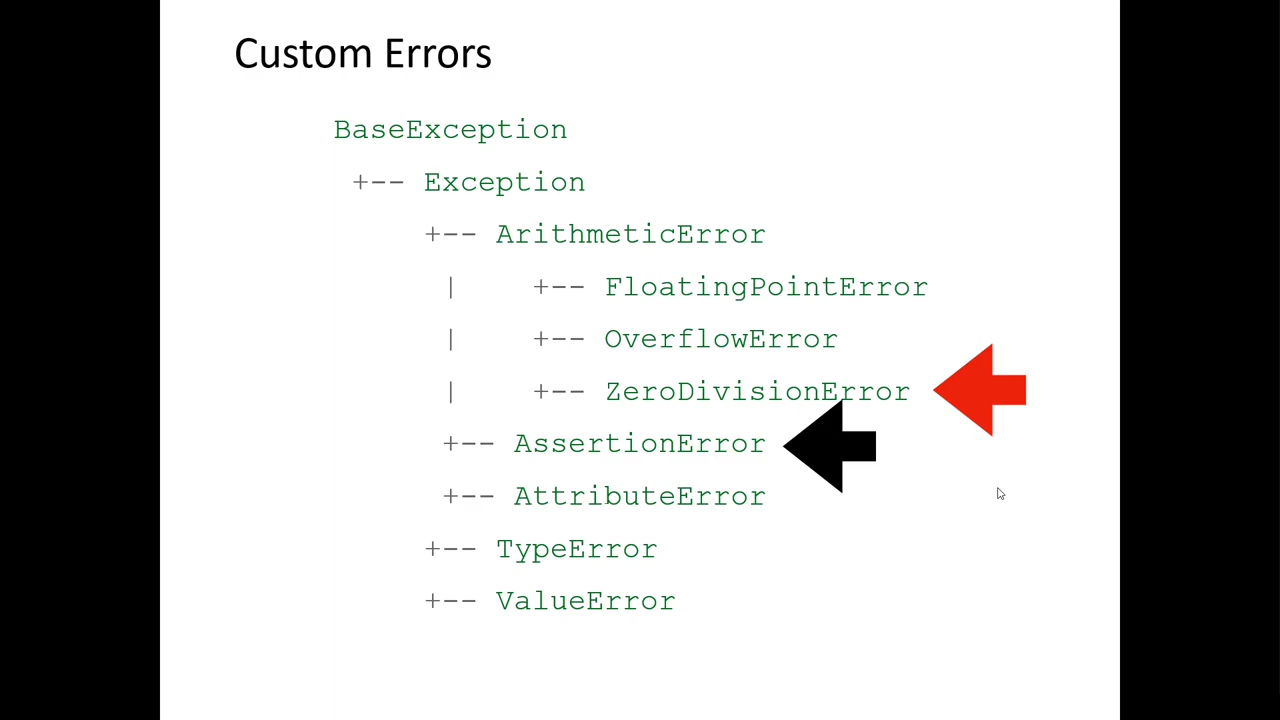 Custom Errors
BaseException
+-- Exception
+-- ArithmeticError
| +-- FloatingPointError
| +-- OverflowError
| +-- ZeroDivisionError
+-- AssertionError
+-- AttributeError
+-- TypeError
+-- ValueError